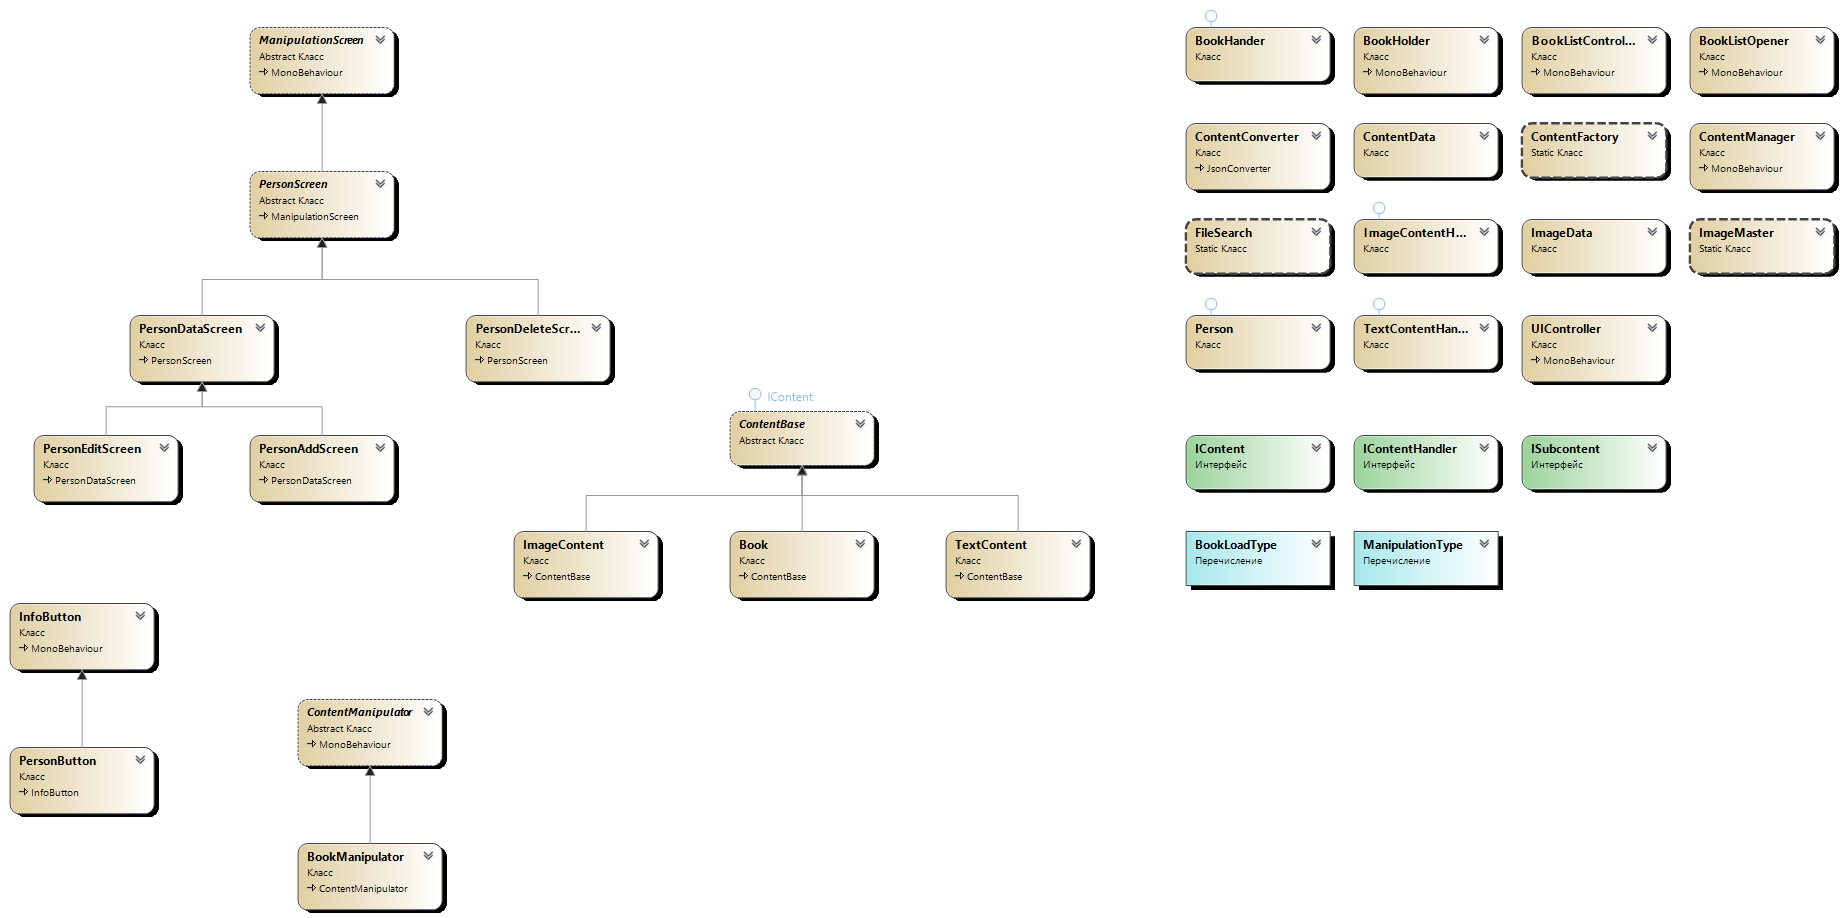 ManipulationScreen
Abstract Класс
MonoBehaviour
PersonScreen
Abstract Класс
ManipulationScreen
PersonDataScreen
Класс
PersonScreen
PersonDeleteScr...
Класс
PersonScreen
PersonEditScreen
Класс
PersonDataScreen
PersonAddScreen
Класс
PersonDataScreen
IContent
ContentBase
Abstract Класс
ImageContent
Класс
ContentBase
Book
Класс
ContentBase
TextContent
Класс
ContentBase
InfoButton
Класс
MonoBehaviour
PersonButton
Класс
InfoButton
ContentManipulator
Abstract Класс
MonoBehaviour
BookManipulator
Класс
ContentManipulator
BookHander
Класс
BookHolder
Класс
MonoBehaviour
BookListControl...
Класс
MonoBehaviour
BookListOpener
Класс
MonoBehaviour
ContentConverter
Класс
JsonConverter
ContentData
Класс
ContentFactory
Static Класс
ContentManager
Класс
MonoBehaviour
FileSearch
Static Класс
ImageContentH...
Класс
ImageData
Класс
ImageMaster
Static Класс
Person
Класс
TextContentHan...
Класс
UIController
Класс
MonoBehaviour
IContent
Интерфейс
IContentHandler
Интерфейс
ISubcontent
Интерфейс
BookLoadType
Перечисление
ManipulationType
Перечисление